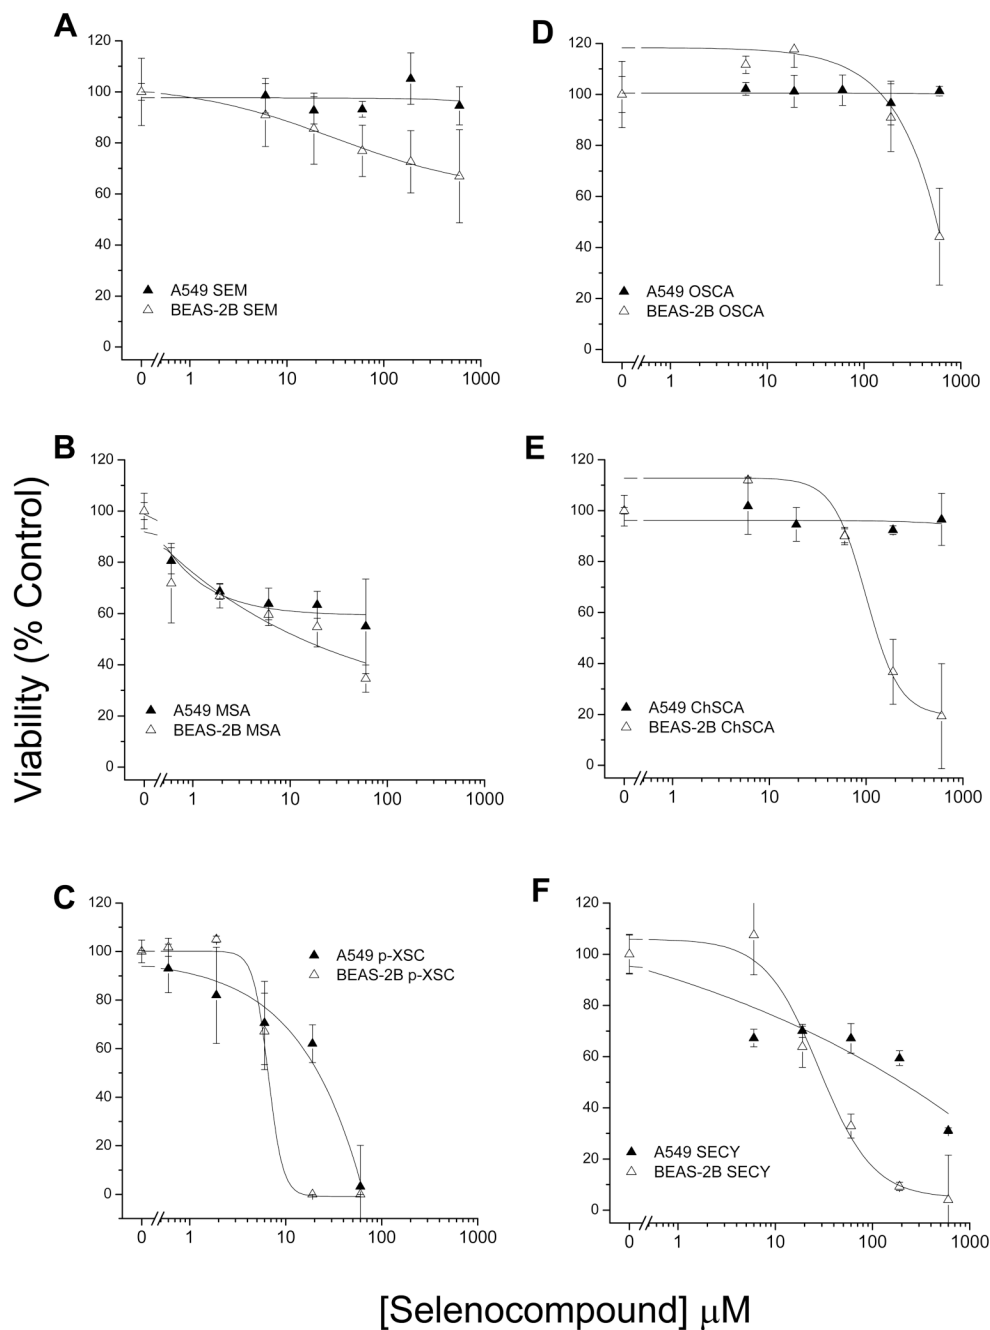 A
120
100
80
60
40
20
0
A549 SEM
BEAS-2B SEM
0 1 10 100 1000
D
120
100
80
60
40
20
0
A549 OSCA
BEAS-2B OSCA
0 1 10 100 1000
B
120
100
80
60
40
20
0
A549 MSA
BEAS-2B MSA
0 1 10 100 1000
E
120
100
80
60
40
20
0
A549 ChSCA
BEAS-2B ChSCA
0 1 10 100 1000
Viability (% Control)
C
120
100
80
60
40
20
0
A549 p-XSC
BEAS-2B p-XSC
0 1 10 100 1000
F
120
100
80
60
40
20
0
A549 SECY
BEAS-2B SECY
0 1 10 100 1000
[Selenocompound] μM